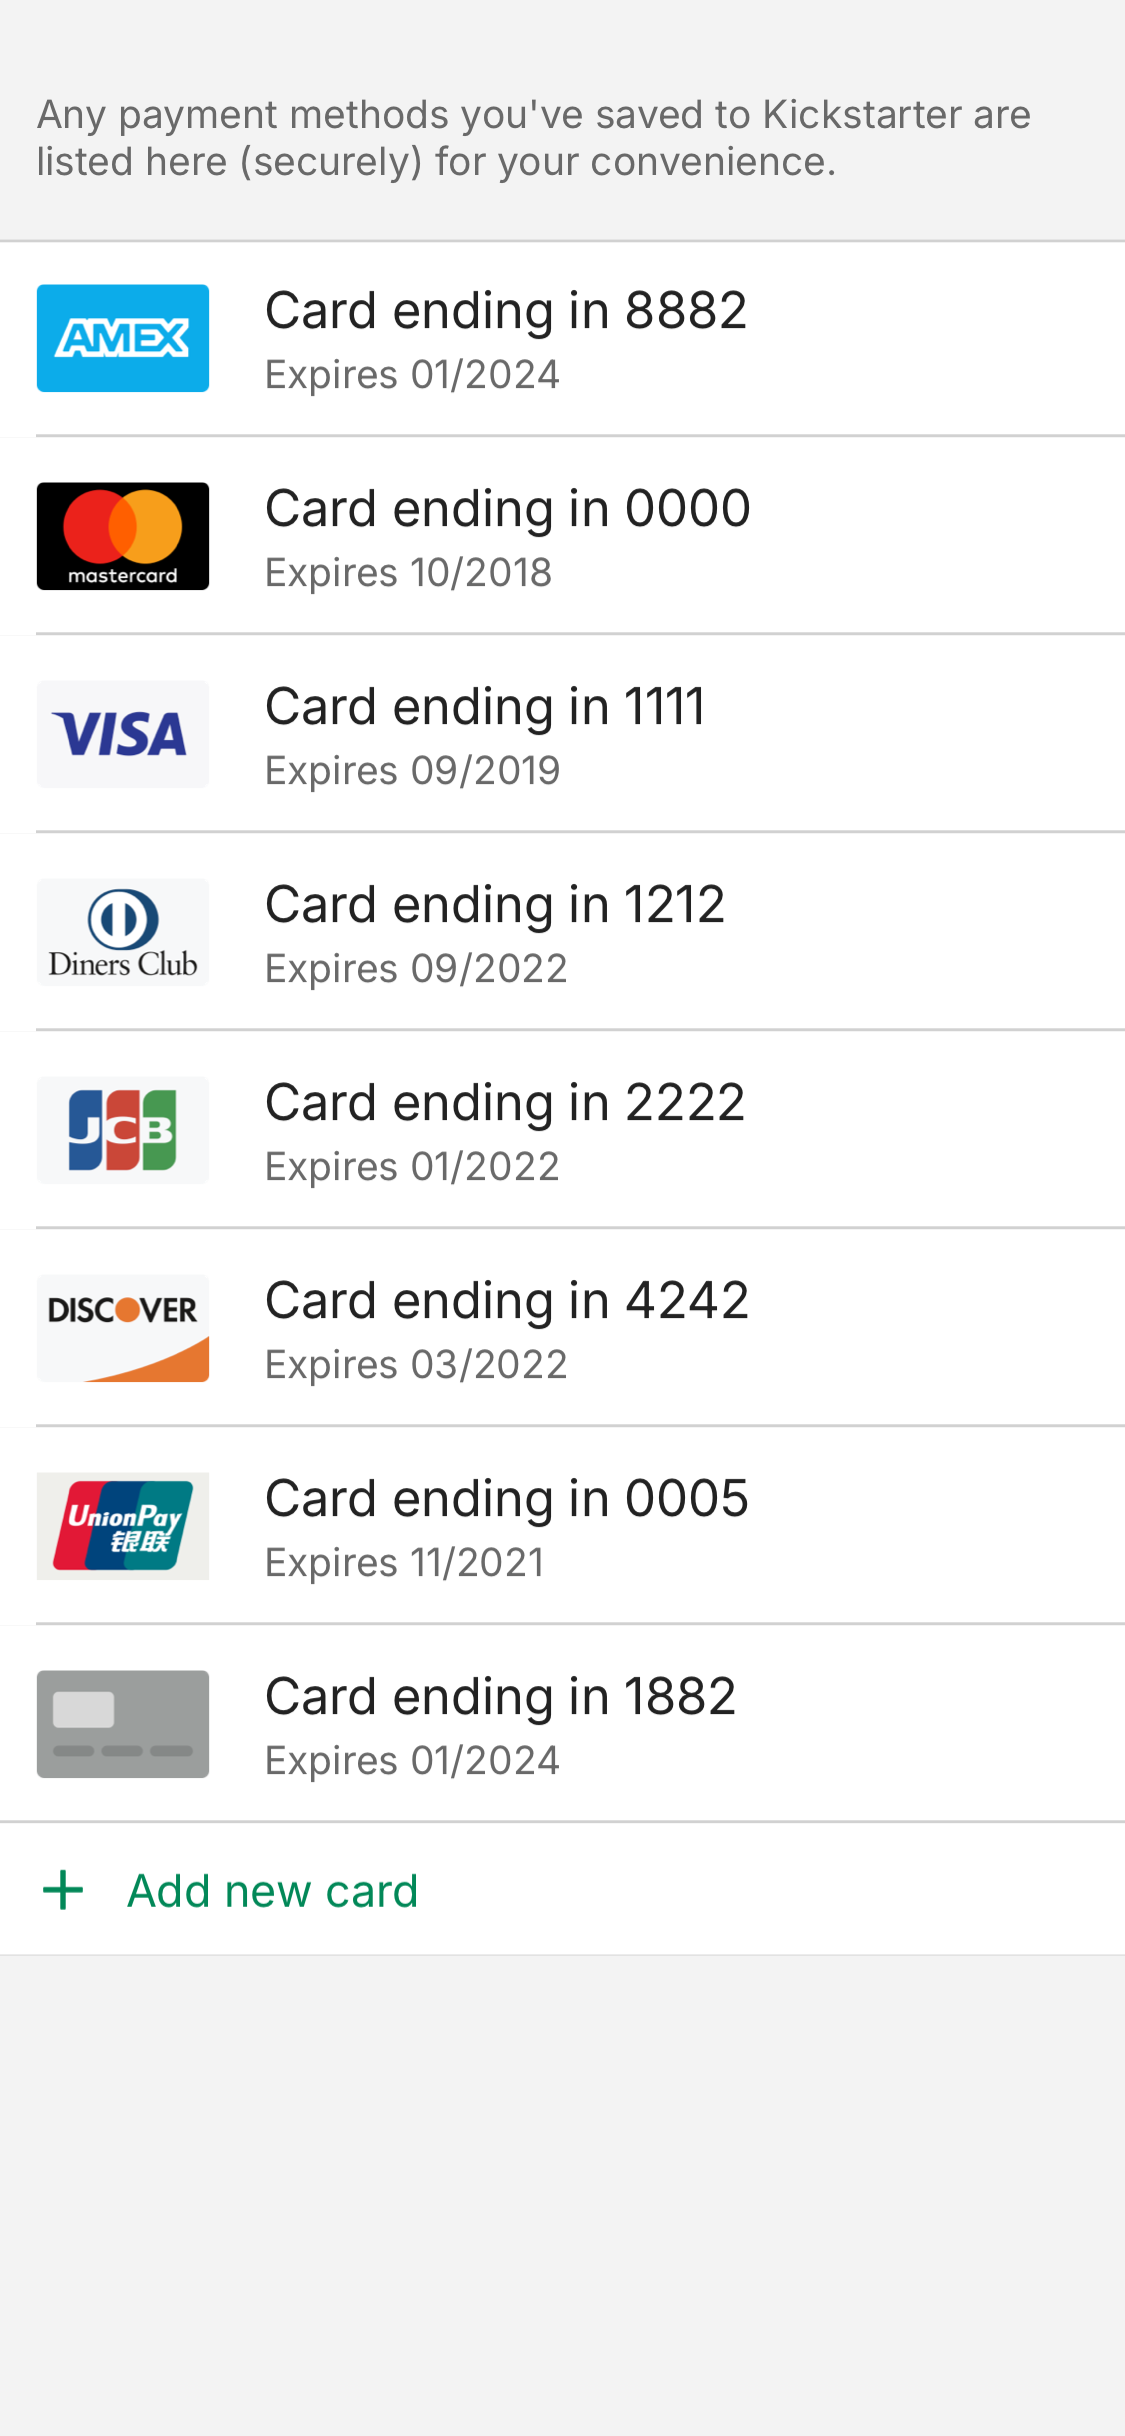 Any payment methods you've saved to Kickstarter are
listed here (securely) for your convenience.
AMEX
Card ending in 8882
Expires 01/2024
mastercard
Card ending in 0000
Expires 10/2018
VISA
Card ending in 1111
Expires 09/2019
Diners Club
Card ending in 1212
Expires 09/2022
JCB
Card ending in 2222
Expires 01/2022
DISCOVER
Card ending in 4242
Expires 03/2022
UnionPay
银联
Card ending in 0005
Expires 11/2021
Card ending in 1882
Expires 01/2024
+ Add new card